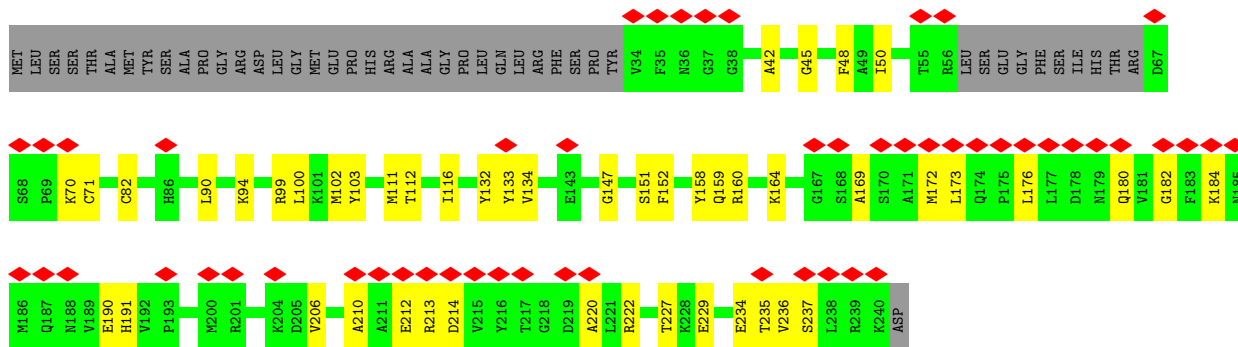 MET LEU SER SER THR ALA MET TYR SER ALA PRO GLY ARG ASP LEU GLY MET GLU PRO HIS ARG ALA ALA GLY PRO LEU GLN LEU ARG PHE SER PRO TYR V34 F35 N36 G37 G38 A42 G45 F48 A49 I50 T55 R56 LEU SER GLU GLY PHE SER ILE HIS THR ARG D67
S68 P69 K70 C71 C82 H86 L90 K94 R99 L100 K101 M102 Y103 M111 T112 I116 Y132 Y133 V134 E143 G147 S151 F152 Y158 Q159 R160 K164 G167 S168 A169 S170 A171 M172 L173 Q174 P175 L176 L177 D178 N179 Q180 V181 G182 F183 K184 N185
M186 Q187 N188 V189 E190 H191 V192 P193 M200 R201 K204 D205 V206 A210 A211 E212 R213 D214 V215 Y216 T217 G218 D219 A220 L221 R222 T227 K228 E229 E234 T235 V236 S237 L238 R239 K240 ASP